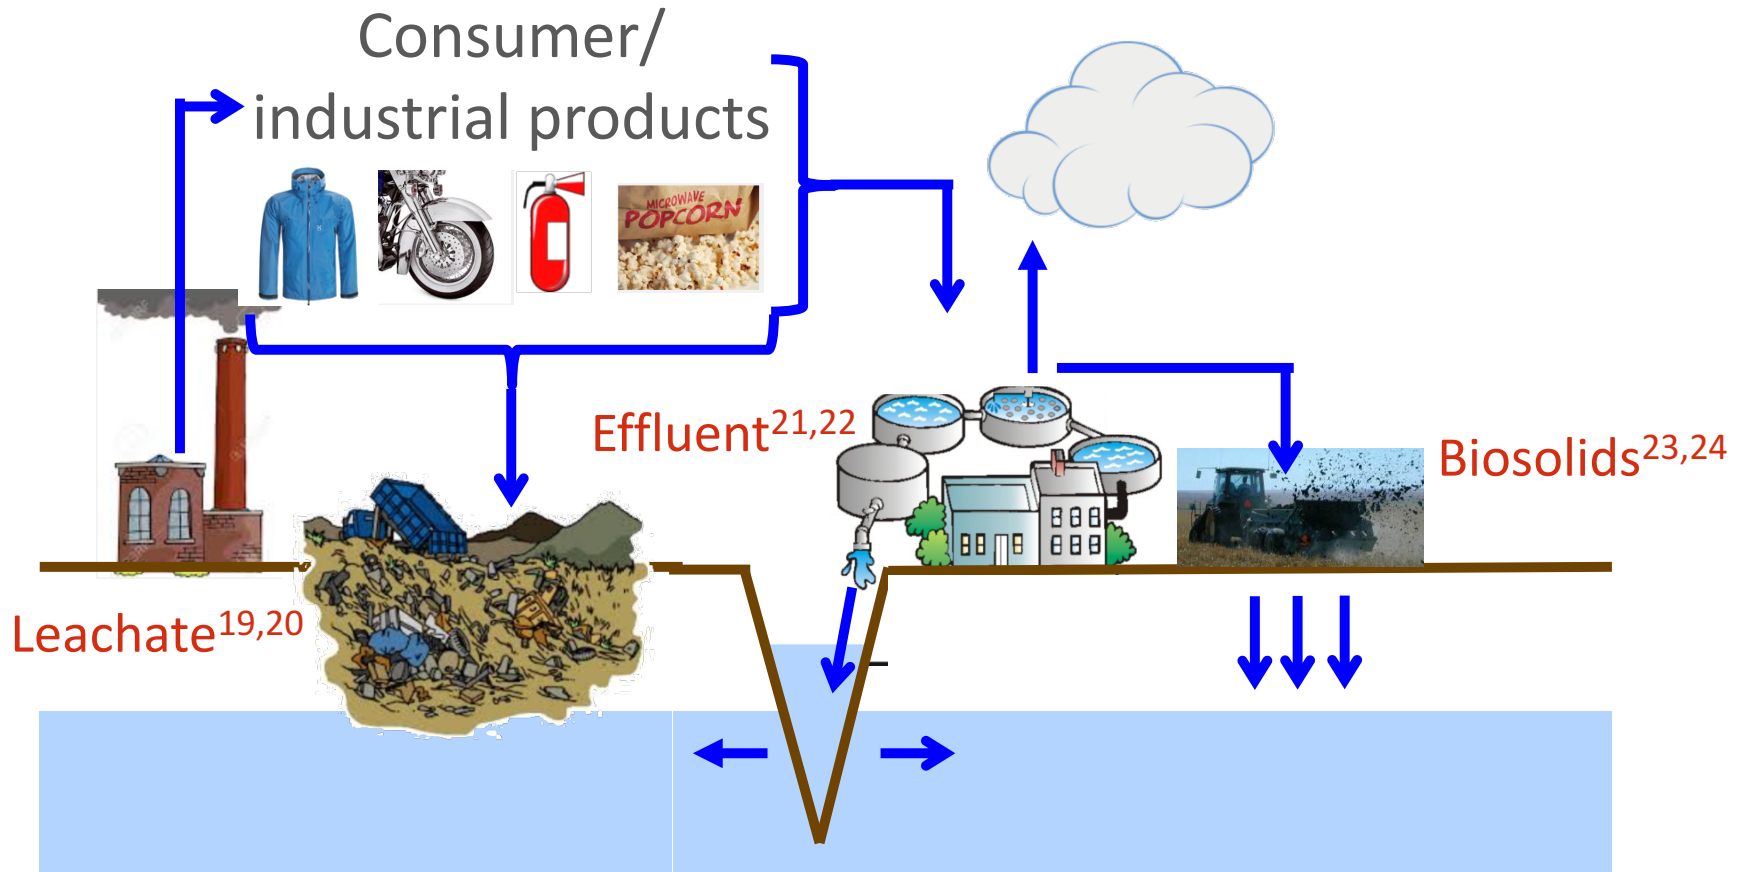 Consumer/
industrial products
MICROWAVE
POPCORN
Effluent21,22
Biosolids23,24
Leachate19,20